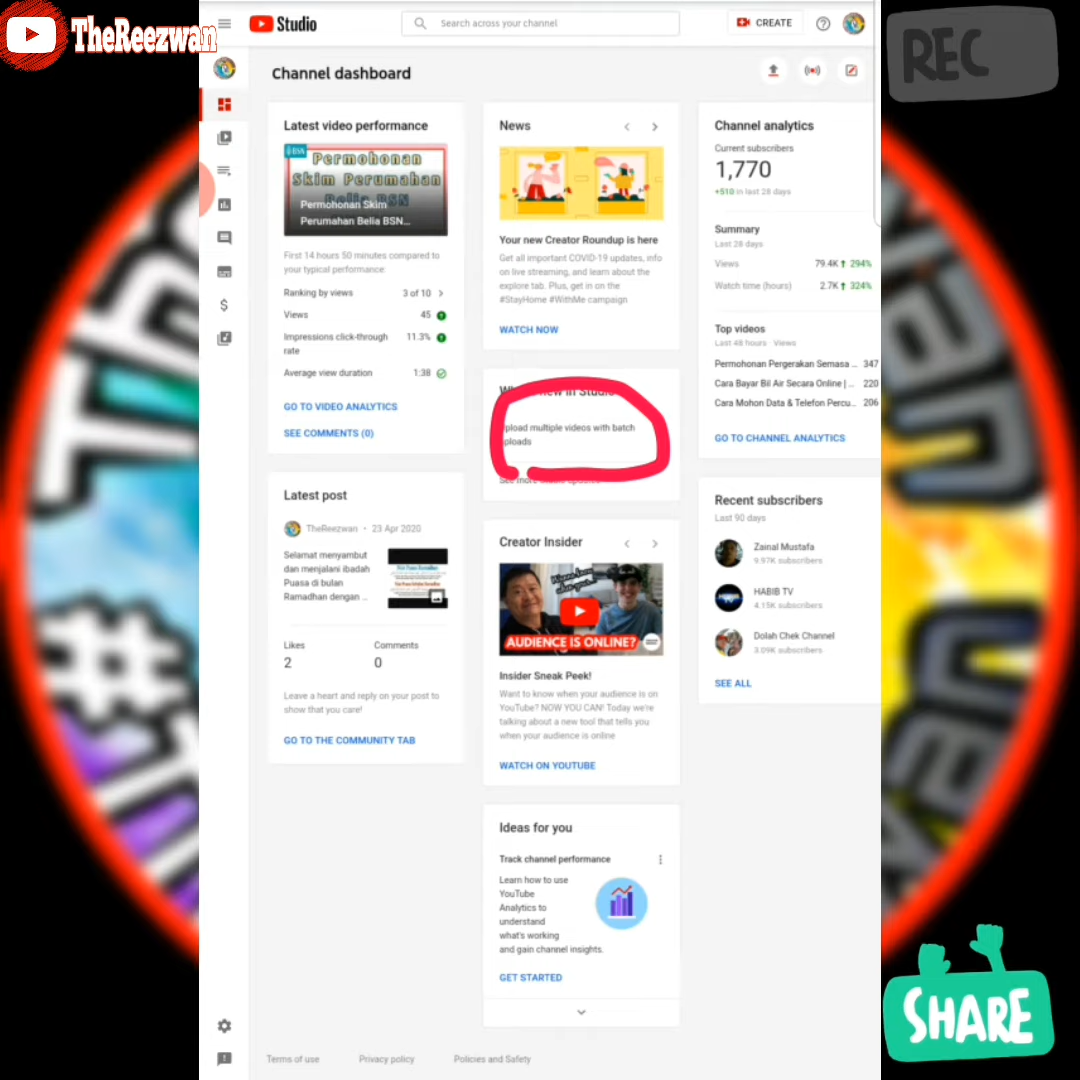 TheReezwan
Studio
Search across your channel
CREATE
REC
Channel dashboard
Latest video performance
BSN
Permohonan
Skim Perumahan
Belia BSN
Permohonan Skim
Perumahan Belia BSN...
First 14 hours 50 minutes compared to
your typical performance:
Ranking by views 3 of 10
Views 45
Impressions click-through 11.3%
rate
Average view duration 1:38
GO TO VIDEO ANALYTICS
SEE COMMENTS (0)
Latest post
TheReezwan • 23 Apr 2020
Selamat menyambut
dan menjalani ibadah
Puasa di bulan
Ramadhan dengan ...
Likes Comments
2 0
Leave a heart and reply on your post to
show that you care!
GO TO THE COMMUNITY TAB
News
Your new Creator Roundup is here
Get all important COVID-19 updates, info
on live streaming, and learn about the
explore tab. Plus, get in on the
#StayHome #WithMe campaign
WATCH NOW
in Studio
pload multiple videos with batch
ploads
See more
Creator Insider
AUDIENCE IS ONLINE?
Insider Sneak Peek!
Want to know when your audience is on
YouTube? NOW YOU CAN! Today we're
talking about a new tool that tells you
when your audience is online
WATCH ON YOUTUBE
Ideas for you
Track channel performance
Learn how to use
YouTube
Analytics to
understand
what's working
and gain channel insights.
GET STARTED
Channel analytics
Current subscribers
1,770
+510 in last 28 days
Summary
Last 28 days
Views 79.4K 294%
Watch time (hours) 2.7K 324%
Top videos
Last 48 hours · Views
Permohonan Pergerakan Semasa ... 347
Cara Bayar Bil Air Secara Online |... 220
Cara Mohon Data & Telefon Percu... 206
GO TO CHANNEL ANALYTICS
Recent subscribers
Last 90 days
Zainal Mustafa
9.97K subscribers
HABIB TV
4.15K subscribers
Dolah Chek Channel
3.09K subscribers
SEE ALL
Terms of use Privacy policy Policies and Safety
SHARE